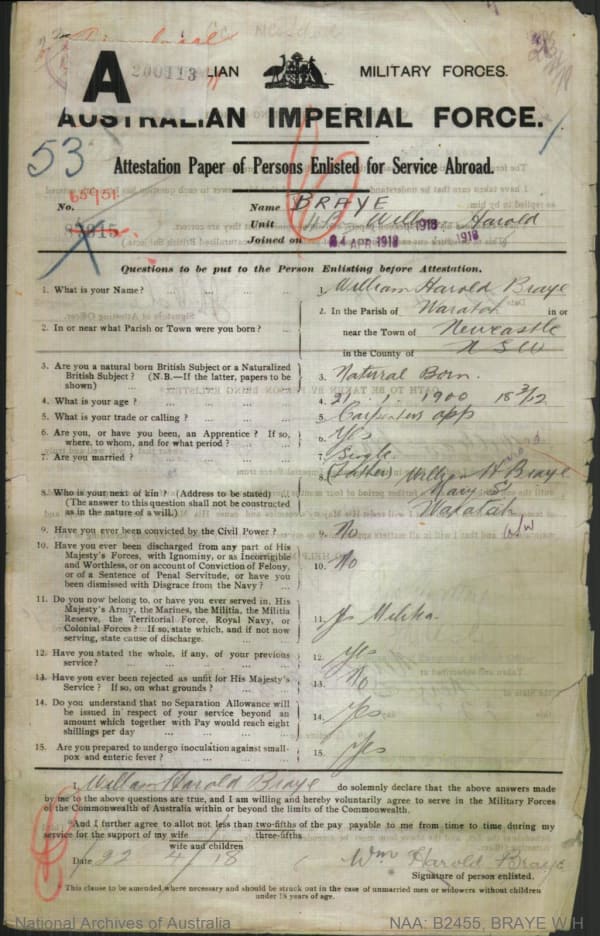 A
200113
LIAN MILITARY FORCES.
AUSTRALIAN IMPERIAL FORCE.
53
Attestation Paper of Persons Enlisted for Service Abroad.
65951
No.
Name BRAYE
Unit William Harold
Joined on 24 APR 1918 1918 1918
Questions to be put to the Person Enlisting before Attestation.
1. What is your Name? ... ... ... 1. William Harold Braye
2. In or near what Parish or Town were you born? ... 2. In the Parish of Waratah in or
near the Town of Newcastle
in the County of N S W
3. Are you a natural born British Subject or a Naturalized
British Subject? (N.B.—If the latter, papers to be
shown) ... 3. Natural Born.
4. What is your age? ... 4. 21 . 1 . 1900 18 3/12
5. What is your trade or calling? ... 5. Carpenters app
6. Are you, or have you been, an Apprentice? If so,
where, to whom, and for what period? ... 6. Yes
7. Are you married? ... 7. Single
8. Who is your next of kin? (Address to be stated) ...
(The answer to this question shall not be construed
as in the nature of a will.) 8. (Father) William H Braye
Mary St
Waratah
9. Have you ever been convicted by the Civil Power? ... 9. No
10. Have you ever been discharged from any part of His
Majesty's Forces, with Ignominy, or as Incorrigible
and Worthless, or on account of Conviction of Felony,
or of a Sentence of Penal Servitude, or have you
been dismissed with Disgrace from the Navy? ... 10. No
11. Do you now belong to, or have you ever served in, His
Majesty's Army, the Marines, the Militia, the Militia
Reserve, the Territorial Force, Royal Navy, or
Colonial Forces? If so, state which, and if not now
serving, state cause of discharge. 11. Yes Militia.
12. Have you stated the whole, if any, of your previous
service? ... 12. Yes
13. Have you ever been rejected as unfit for His Majesty's
Service? If so, on what grounds? ... 13. No
14. Do you understand that no Separation Allowance will
be issued in respect of your service beyond an
amount which together with Pay would reach eight
shillings per day ... 14. Yes
15. Are you prepared to undergo inoculation against small-
pox and enteric fever? ... 15. Yes
I, William Harold Braye do solemnly declare that the above answers made
by me to the above questions are true, and I am willing and hereby voluntarily agree to serve in the Military Forces
of the Commonwealth of Australia within or beyond the limits of the Commonwealth.
And I further agree to allot not less than two-fifths of the pay payable to me from time to time during my
three-fifths
service for the support of my wife
wife and children
Date 22 4 / 18
Wm Harold Braye
Signature of person enlisted.
This clause to be amended where necessary and should be struck out in the case of unmarried men or widowers without children
under 18 years of age.
National Archives of Australia
NAA: B2455, BRAYE W H